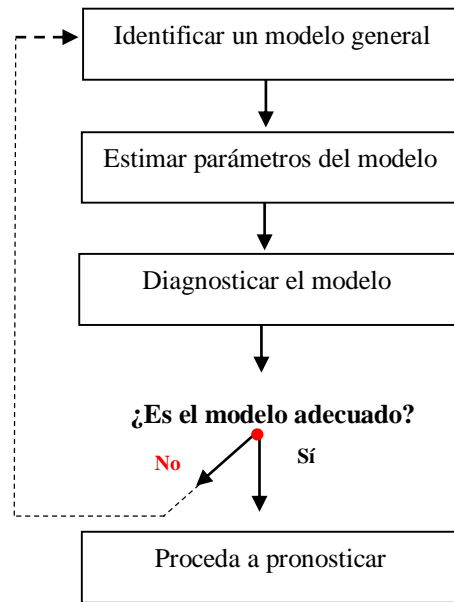 Identificar un modelo general
Estimar parámetros del modelo
Diagnosticar el modelo
¿Es el modelo adecuado?
No
Sí
Proceda a pronosticar